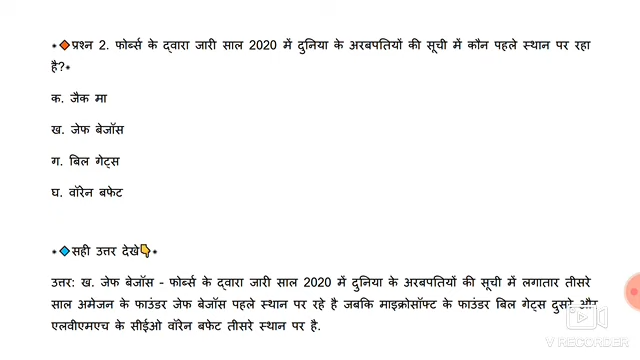 *🔶प्रश्न 2. फोर्ब्स के द्वारा जारी साल 2020 में दुनिया के अरबपतियों की सूची में कौन पहले स्थान पर रहा
है?*
क. जैक मा
ख. जेफ बेजॉस
ग. बिल गेट्स
घ. वॉरेन बफेट
*🔷सही उत्तर देखे👇*
उत्तर: ख. जेफ बेजॉस - फोर्ब्स के द्वारा जारी साल 2020 में दुनिया के अरबपतियों की सूची में लगातार तीसरे
साल अमेजन के फाउंडर जेफ बेजॉस पहले स्थान पर रहे है जबकि माइक्रोसॉफ्ट के फाउंडर बिल गेट्स दुसरे और
एलवीएमएच के सीईओ वॉरेन बफेट तीसरे स्थान पर है.
V RECORDER